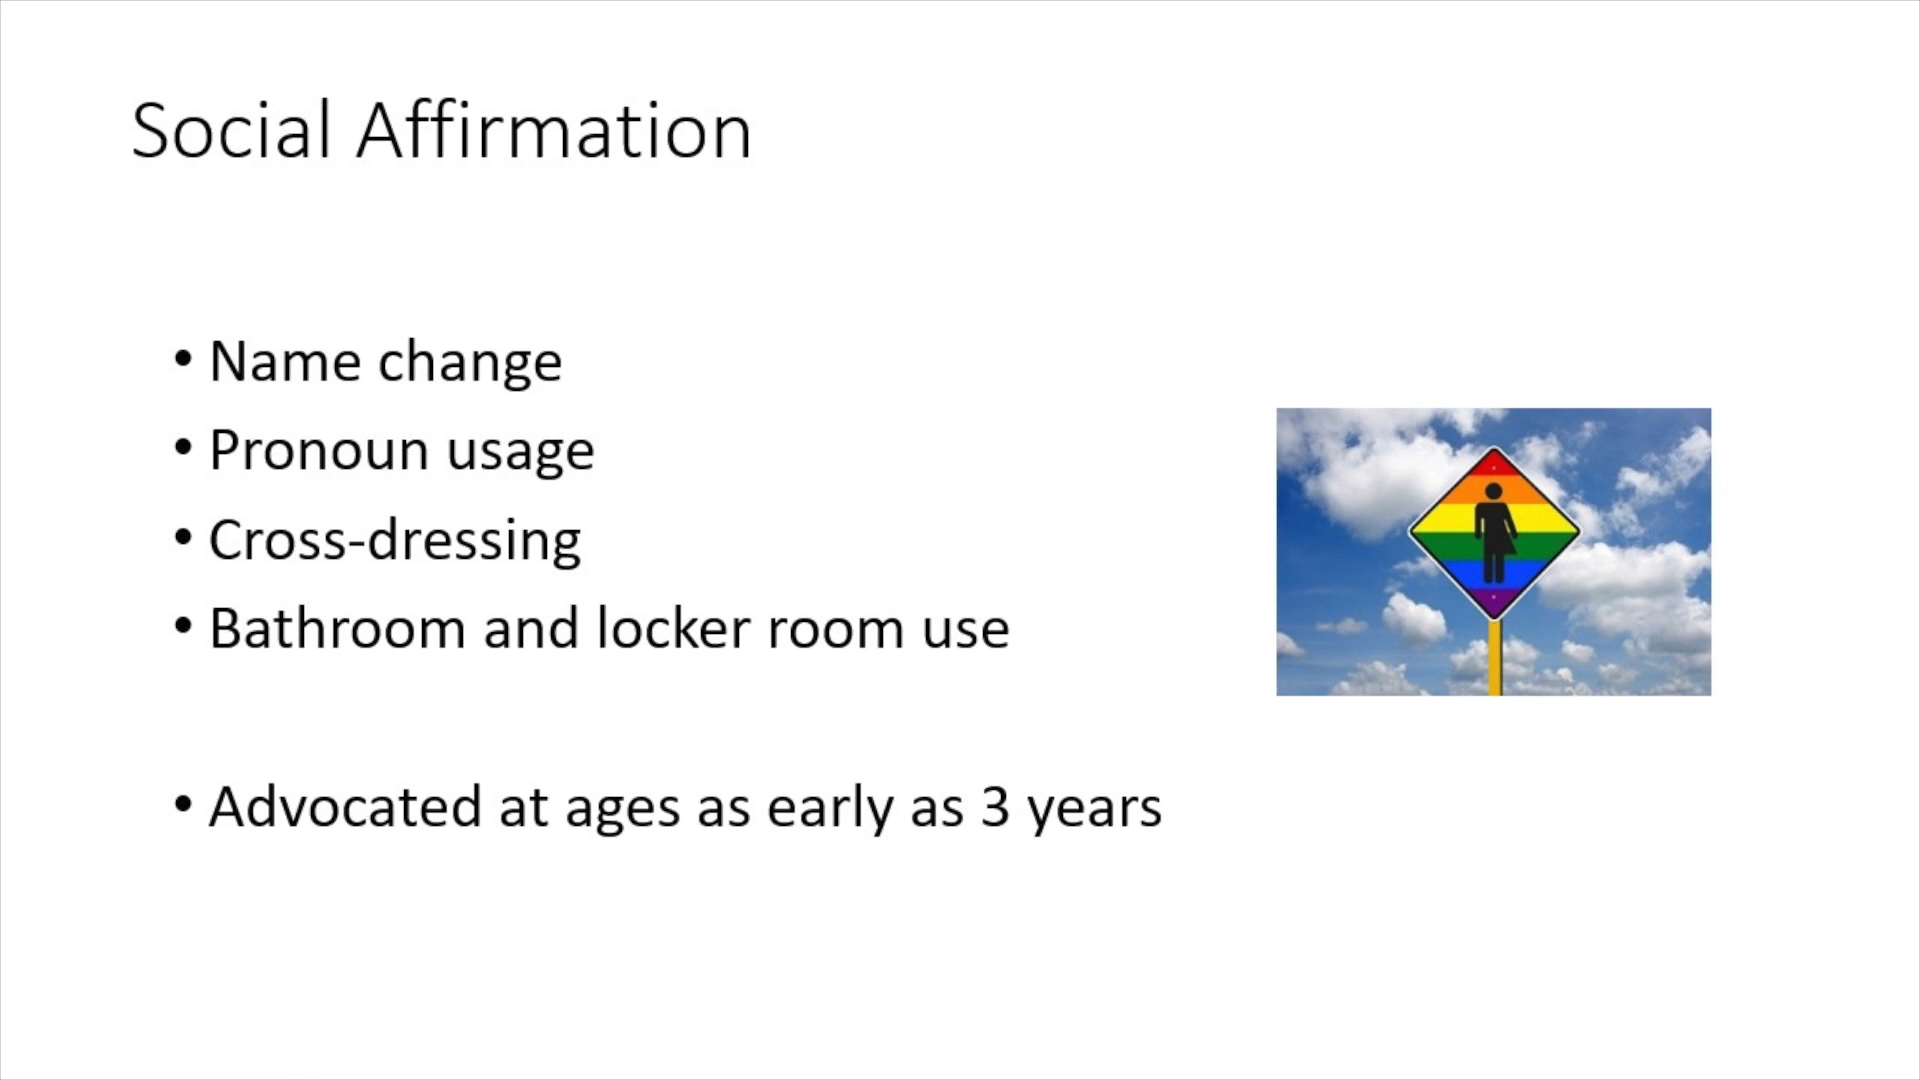 Social Affirmation
• Name change
• Pronoun usage
• Cross-dressing
• Bathroom and locker room use
• Advocated at ages as early as 3 years